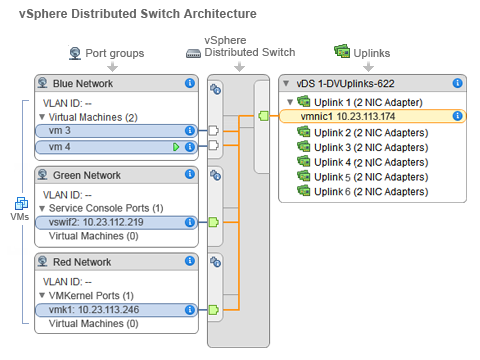 vSphere Distributed Switch Architecture
Port groups
vSphere
Distributed Switch
Uplinks
Blue Network
VLAN ID: --
Virtual Machines (2)
vm 3
vm 4
Green Network
VLAN ID: --
Service Console Ports (1)
vswif2: 10.23.112.219
Virtual Machines (0)
Red Network
VLAN ID: --
VMKernel Ports (1)
vmk1: 10.23.113.246
Virtual Machines (0)
VMs
vDS 1-DVUplinks-622
Uplink 1 (2 NIC Adapter)
vmnic1 10.23.113.174
Uplink 2 (2 NIC Adapters)
Uplink 3 (2 NIC Adapters)
Uplink 4 (2 NIC Adapters)
Uplink 5 (2 NIC Adapters)
Uplink 6 (2 NIC Adapters)